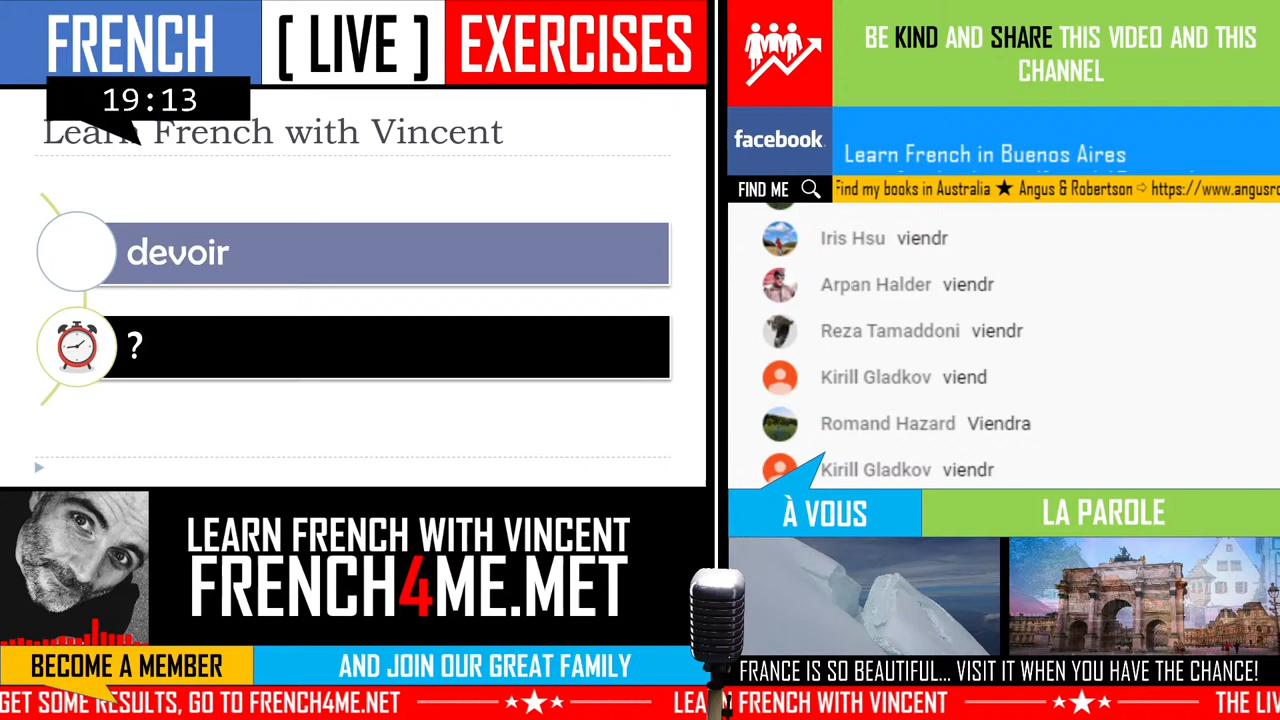 FRENCH
[ LIVE ]
EXERCISES
19:13
Learn French with Vincent
devoir
?
LEARN FRENCH WITH VINCENT
FRENCH4ME.MET
BECOME A MEMBER
AND JOIN OUR GREAT FAMILY
BE KIND AND SHARE THIS VIDEO AND THIS
CHANNEL
facebook.
Learn French in Buenos Aires
FIND ME
Find my books in Australia ★ Angus & Robertson ⇨ https://www.angusro
Iris Hsu viendr
Arpan Halder viendr
Reza Tamaddoni viendr
Kirill Gladkov viend
Romand Hazard Viendra
Kirill Gladkov viendr
À VOUS
LA PAROLE
FRANCE IS SO BEAUTIFUL... VISIT IT WHEN YOU HAVE THE CHANCE!
GET SOME RESULTS, GO TO FRENCH4ME.NET ★★★ LEA FRENCH WITH VINCENT ★★★ THE LIV